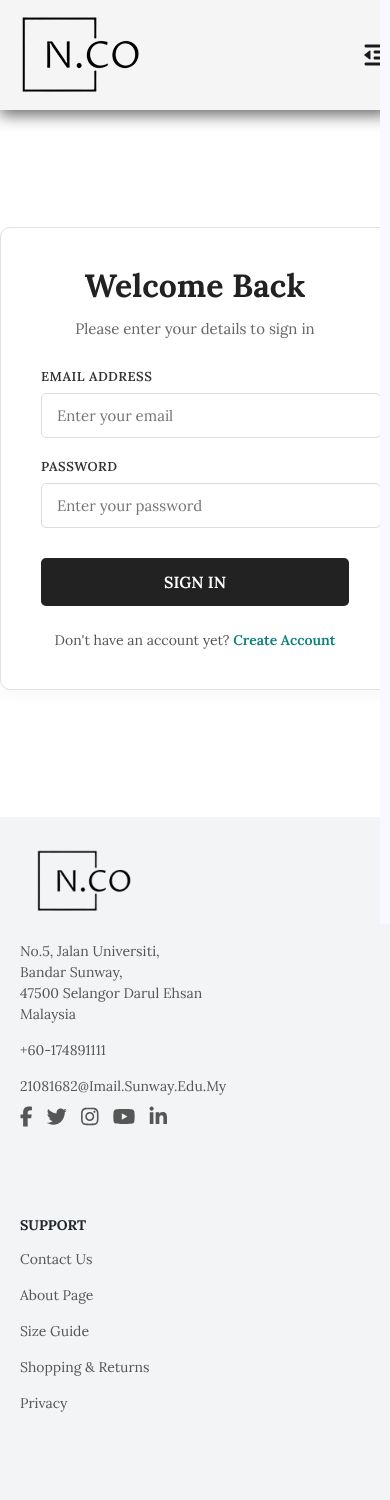 N.CO
Welcome Back
Please enter your details to sign in
EMAIL ADDRESS
Enter your email
PASSWORD
Enter your password
SIGN IN
Don't have an account yet? Create Account
N.CO
No.5, Jalan Universiti,
Bandar Sunway,
47500 Selangor Darul Ehsan
Malaysia
+60-174891111
21081682@Imail.Sunway.Edu.My
SUPPORT
Contact Us
About Page
Size Guide
Shopping & Returns
Privacy